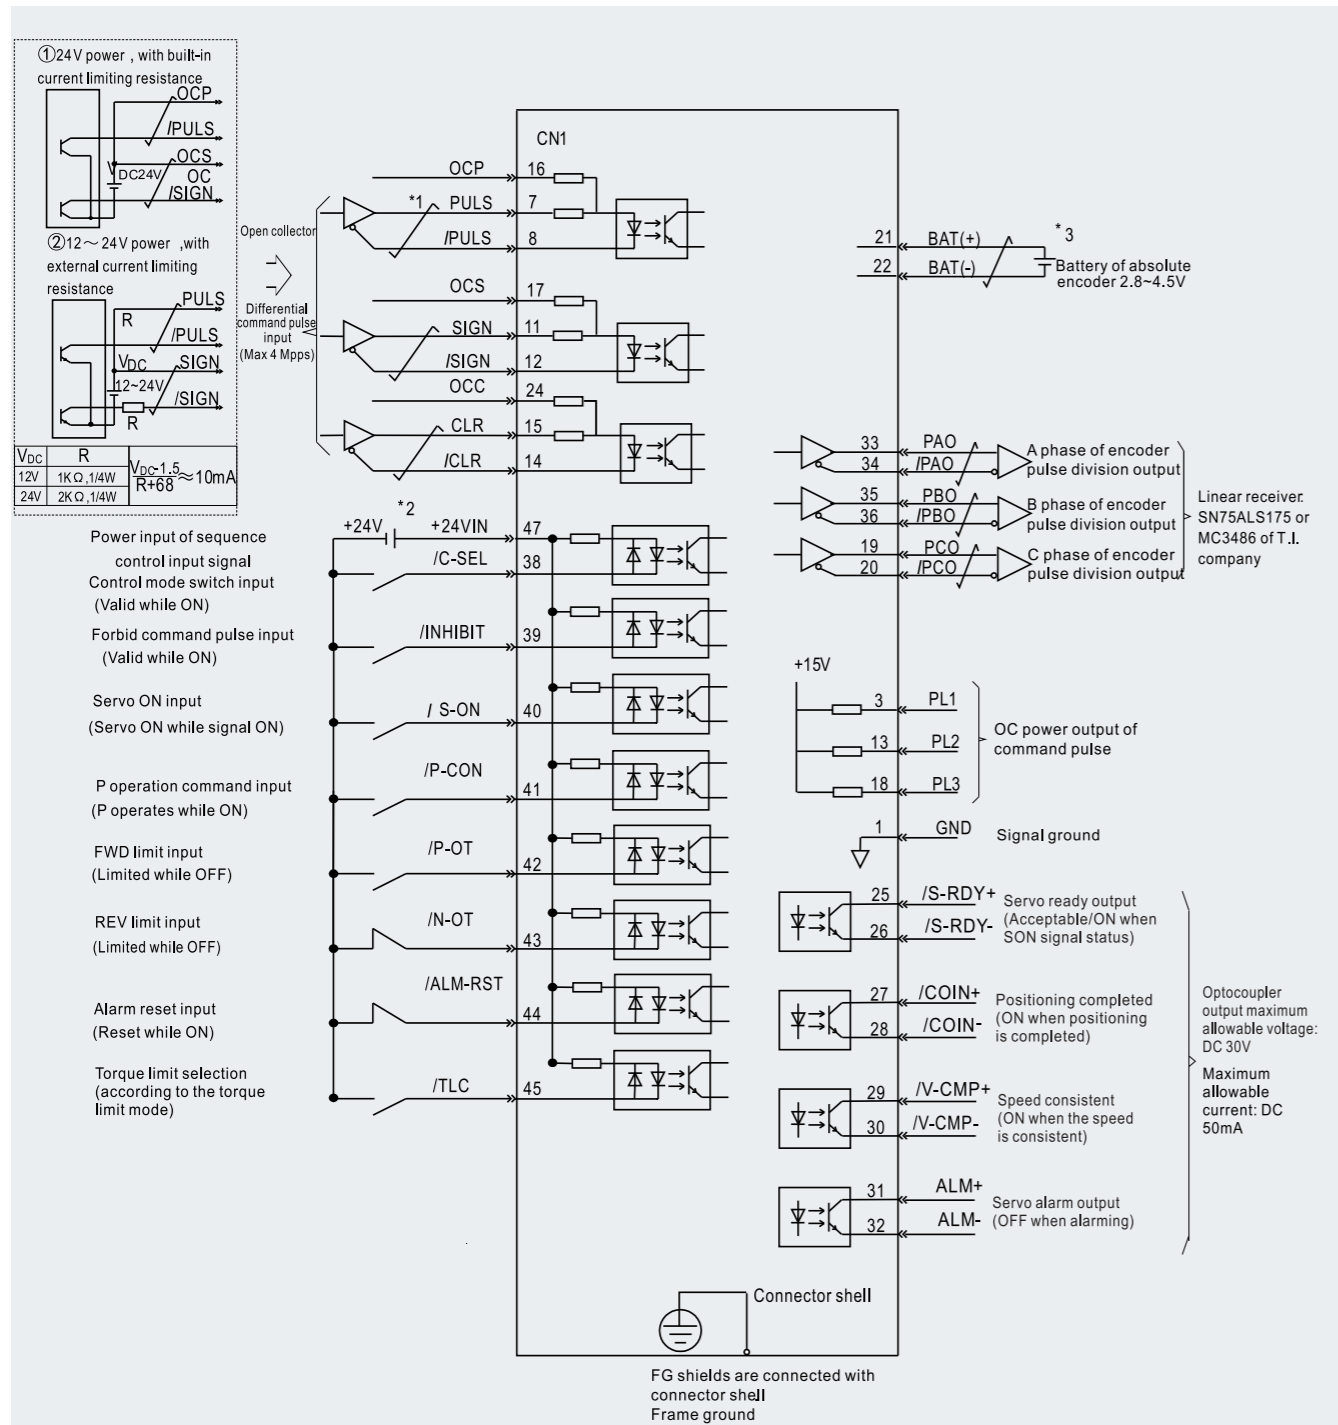 ①24V power , with built-in
current limiting resistance
OCP
/PULS
OCS
V
DC24V
OC
/SIGN
②12～24V power ,with
external current limiting
resistance
PULS
R
/PULS
VDC
SIGN
12~24V
/SIGN
R
VDC R
12V 1KΩ,1/4W
24V 2KΩ,1/4W
VDC-1.5
R+68
≈10mA
Open collector
Differential
command pulse
input
(Max 4 Mpps)
CN1
OCP 16
*1 PULS 7
/PULS 8
OCS 17
SIGN 11
/SIGN 12
OCC 24
CLR 15
/CLR 14
Power input of sequence
control input signal
+24V *2 +24VIN 47
Control mode switch input
(Valid while ON)
/C-SEL 38
Forbid command pulse input
(Valid while ON)
/INHIBIT 39
Servo ON input
(Servo ON while signal ON)
/ S-ON 40
P operation command input
(P operates while ON)
/P-CON 41
FWD limit input
(Limited while OFF)
/P-OT 42
REV limit input
(Limited while OFF)
/N-OT 43
Alarm reset input
(Reset while ON)
/ALM-RST 44
Torque limit selection
(according to the torque
limit mode)
/TLC 45
21 BAT(+) *3
22 BAT(-)
Battery of absolute
encoder 2.8~4.5V
33 PAO
34 /PAO
A phase of encoder
pulse division output
35 PBO
36 /PBO
B phase of encoder
pulse division output
19 PCO
20 /PCO
C phase of encoder
pulse division output
Linear receiver:
SN75ALS175 or
MC3486 of T.I.
company
+15V
3 PL1
13 PL2
18 PL3
OC power output of
command pulse
1 GND Signal ground
25 /S-RDY+
26 /S-RDY-
Servo ready output
(Acceptable/ON when
SON signal status)
27 /COIN+
28 /COIN-
Positioning completed
(ON when positioning
is completed)
29 /V-CMP+
30 /V-CMP-
Speed consistent
(ON when the speed
is consistent)
31 ALM+
32 ALM-
Servo alarm output
(OFF when alarming)
Optocoupler
output maximum
allowable voltage:
DC 30V
Maximum
allowable
current: DC
50mA
Connector shell
FG shields are connected with
connector shell
Frame ground